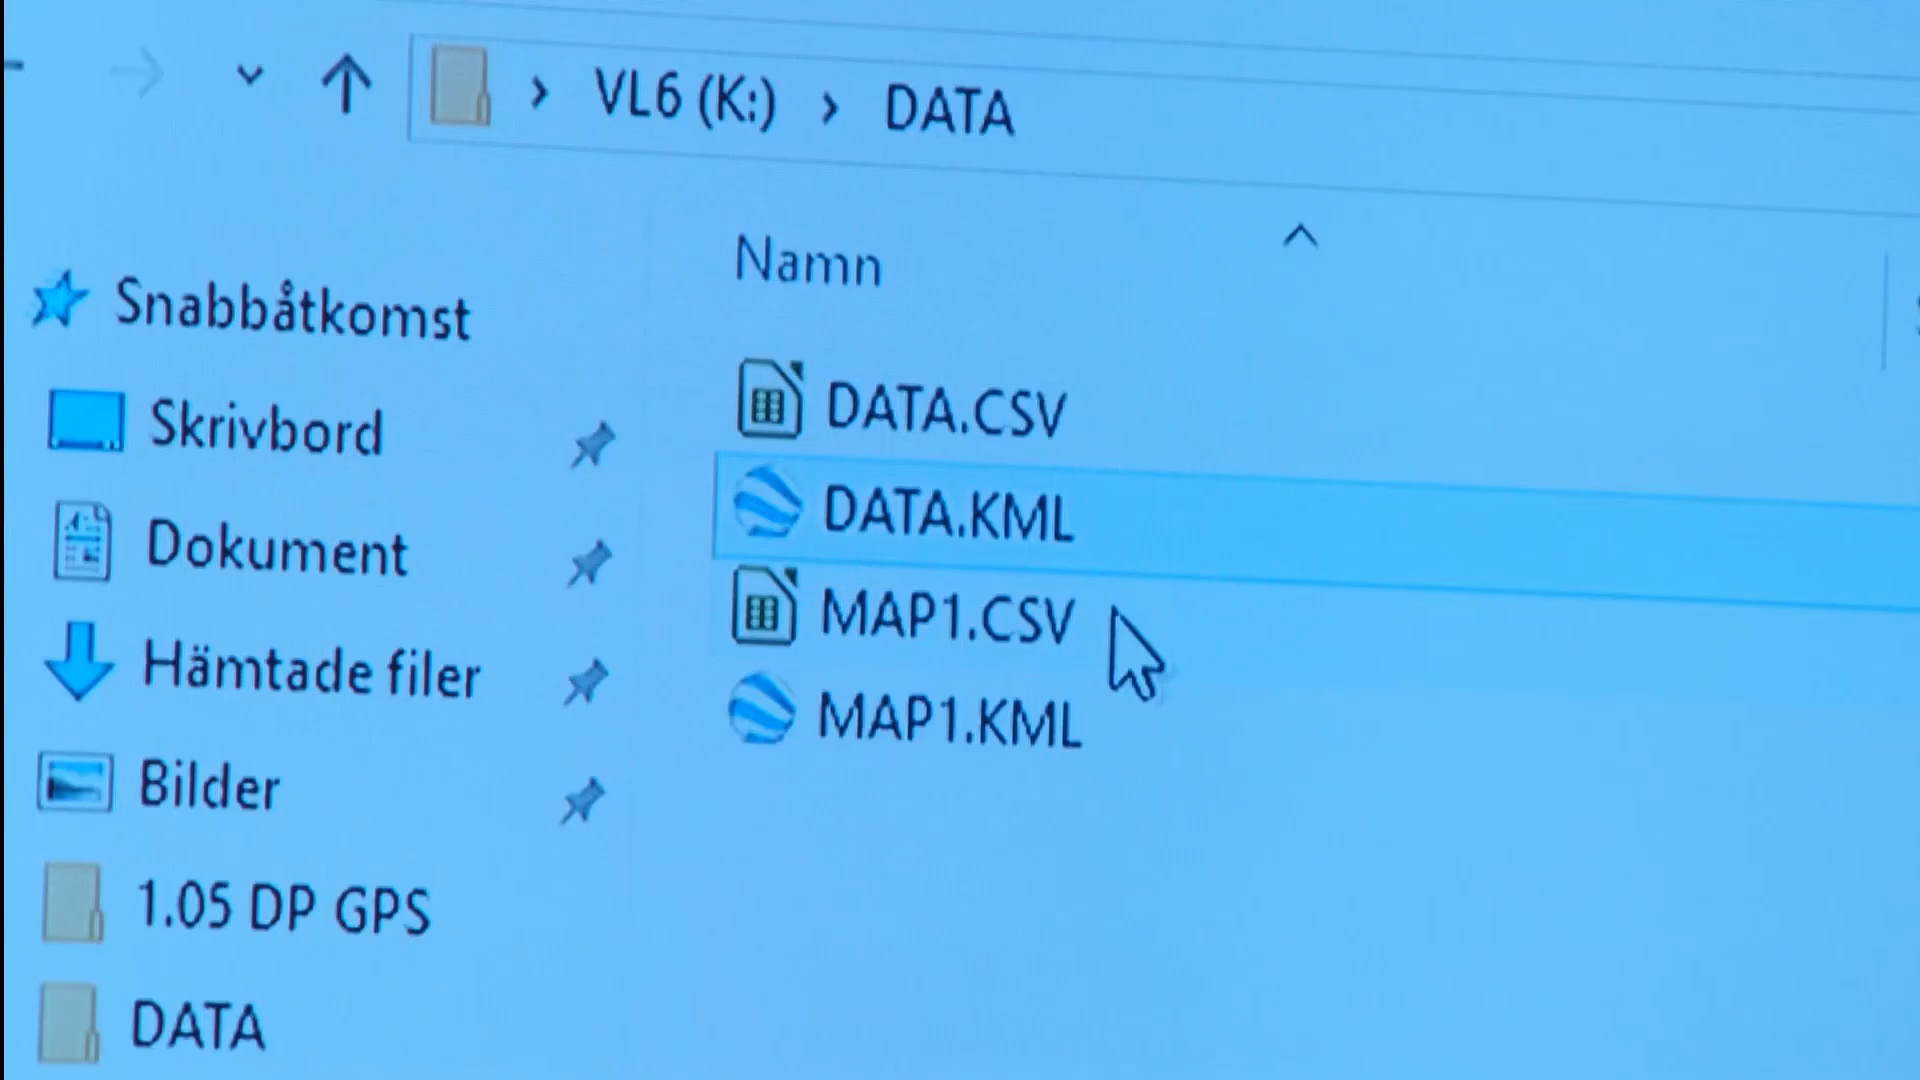 VL6 (K:) › DATA
Namn
Snabbåtkomst
Skrivbord
Dokument
Hämtade filer
Bilder
1.05 DP GPS
DATA
DATA.CSV
DATA.KML
MAP1.CSV
MAP1.KML